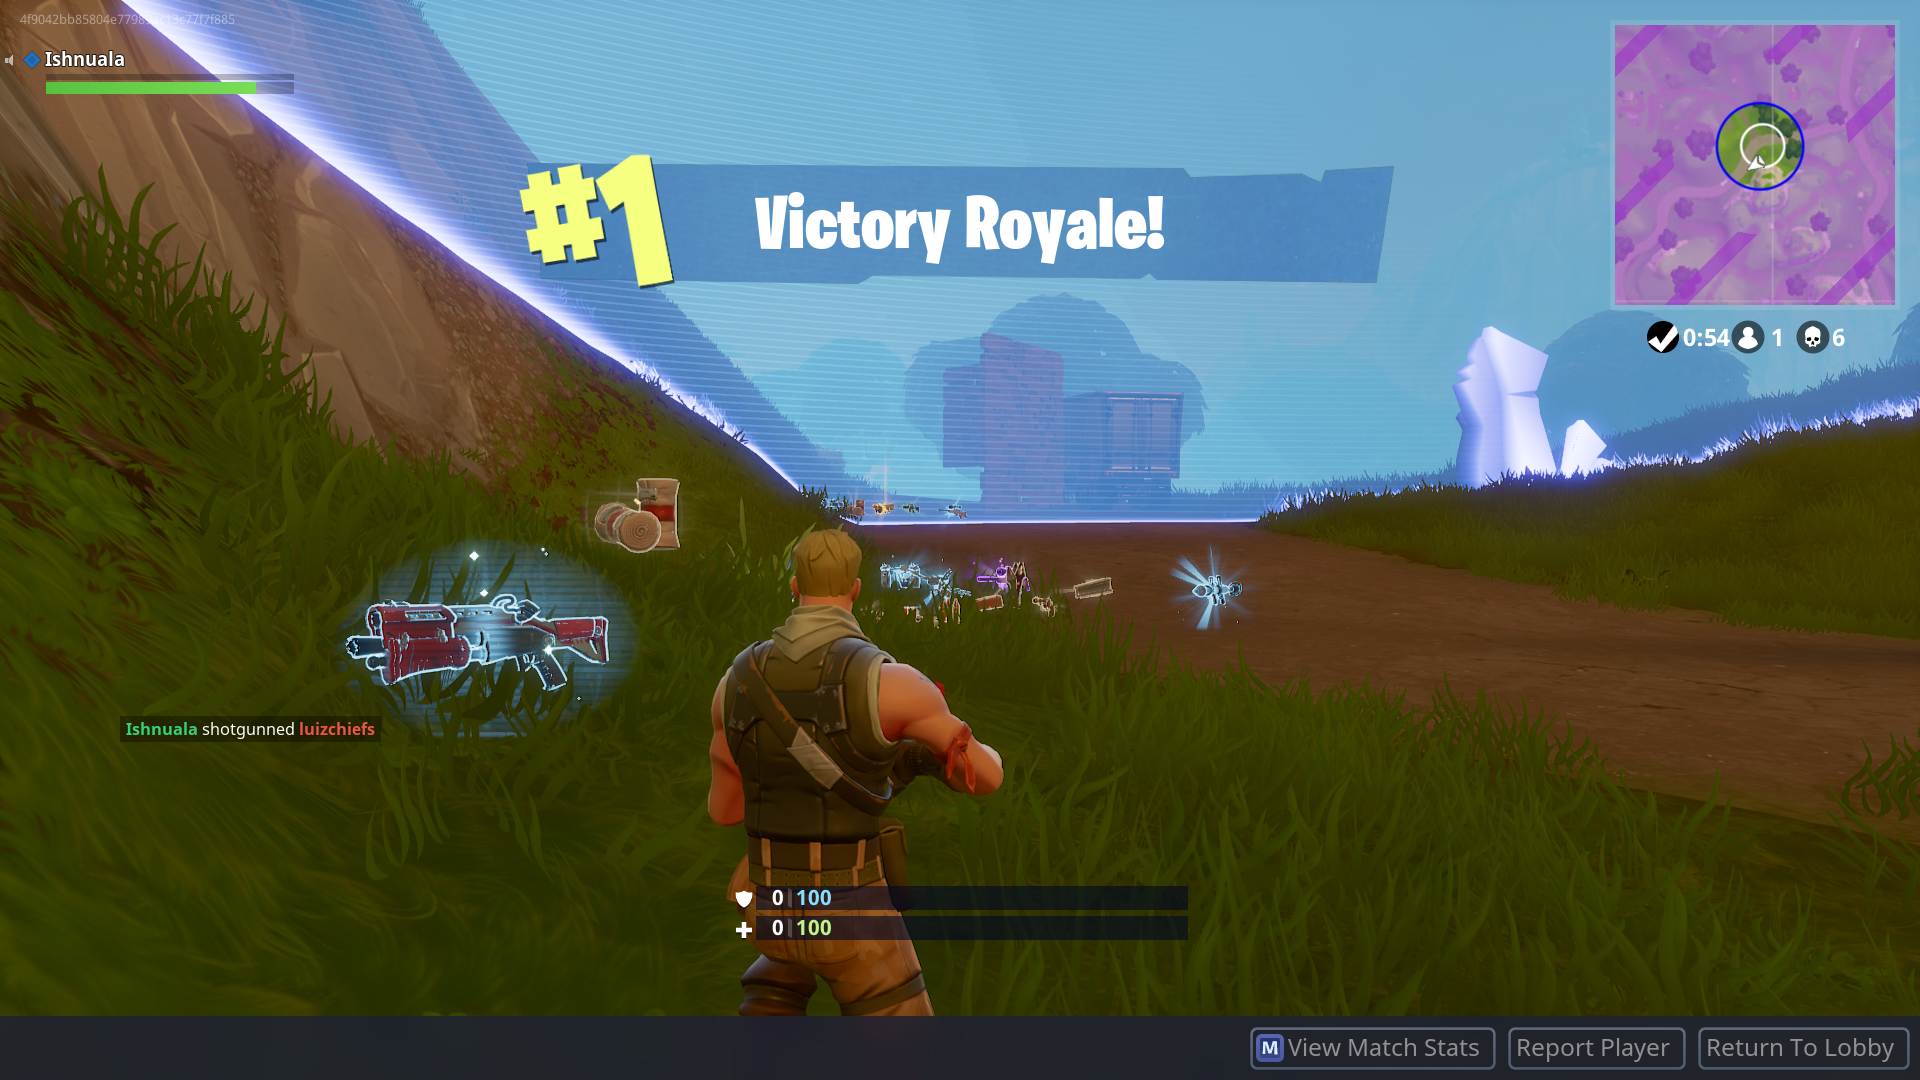 Ishnuala
#1 Victory Royale!
0:54 1 6
Ishnuala shotgunned luizchiefs
0 | 100
0 | 100
M View Match Stats Report Player Return To Lobby